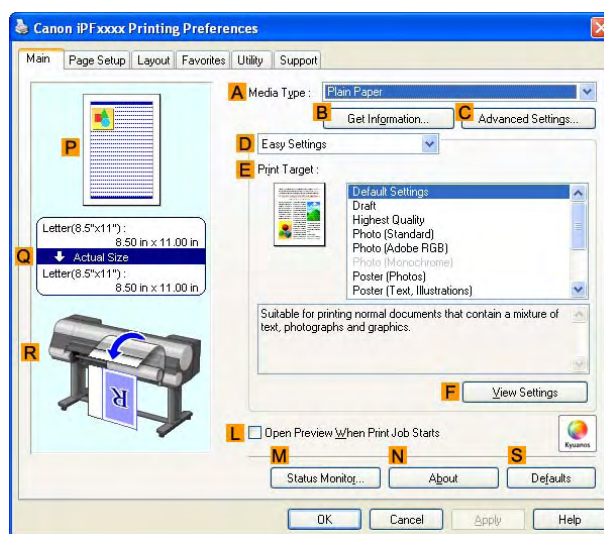 Canon iPFxxxx Printing Preferences
Main Page Setup Layout Favorites Utility Support
A Media Type : Plain Paper
B C
Get Information... Advanced Settings...
D Easy Settings
E Print Target :
P
Default Settings
Draft
Highest Quality
Photo (Standard)
Photo (Adobe RGB)
Photo (Monochrome)
Poster (Photos)
Poster (Text, Illustrations)
Letter(8.5"x11") :
8.50 in x 11.00 in
Q Actual Size
Letter(8.5"x11") :
8.50 in x 11.00 in
Suitable for printing normal documents that contain a mixture of
text, photographs and graphics.
R
R
F View Settings
L Open Preview When Print Job Starts
Kyuanos
M N S
Status Monitor... About Defaults
OK Cancel Apply Help